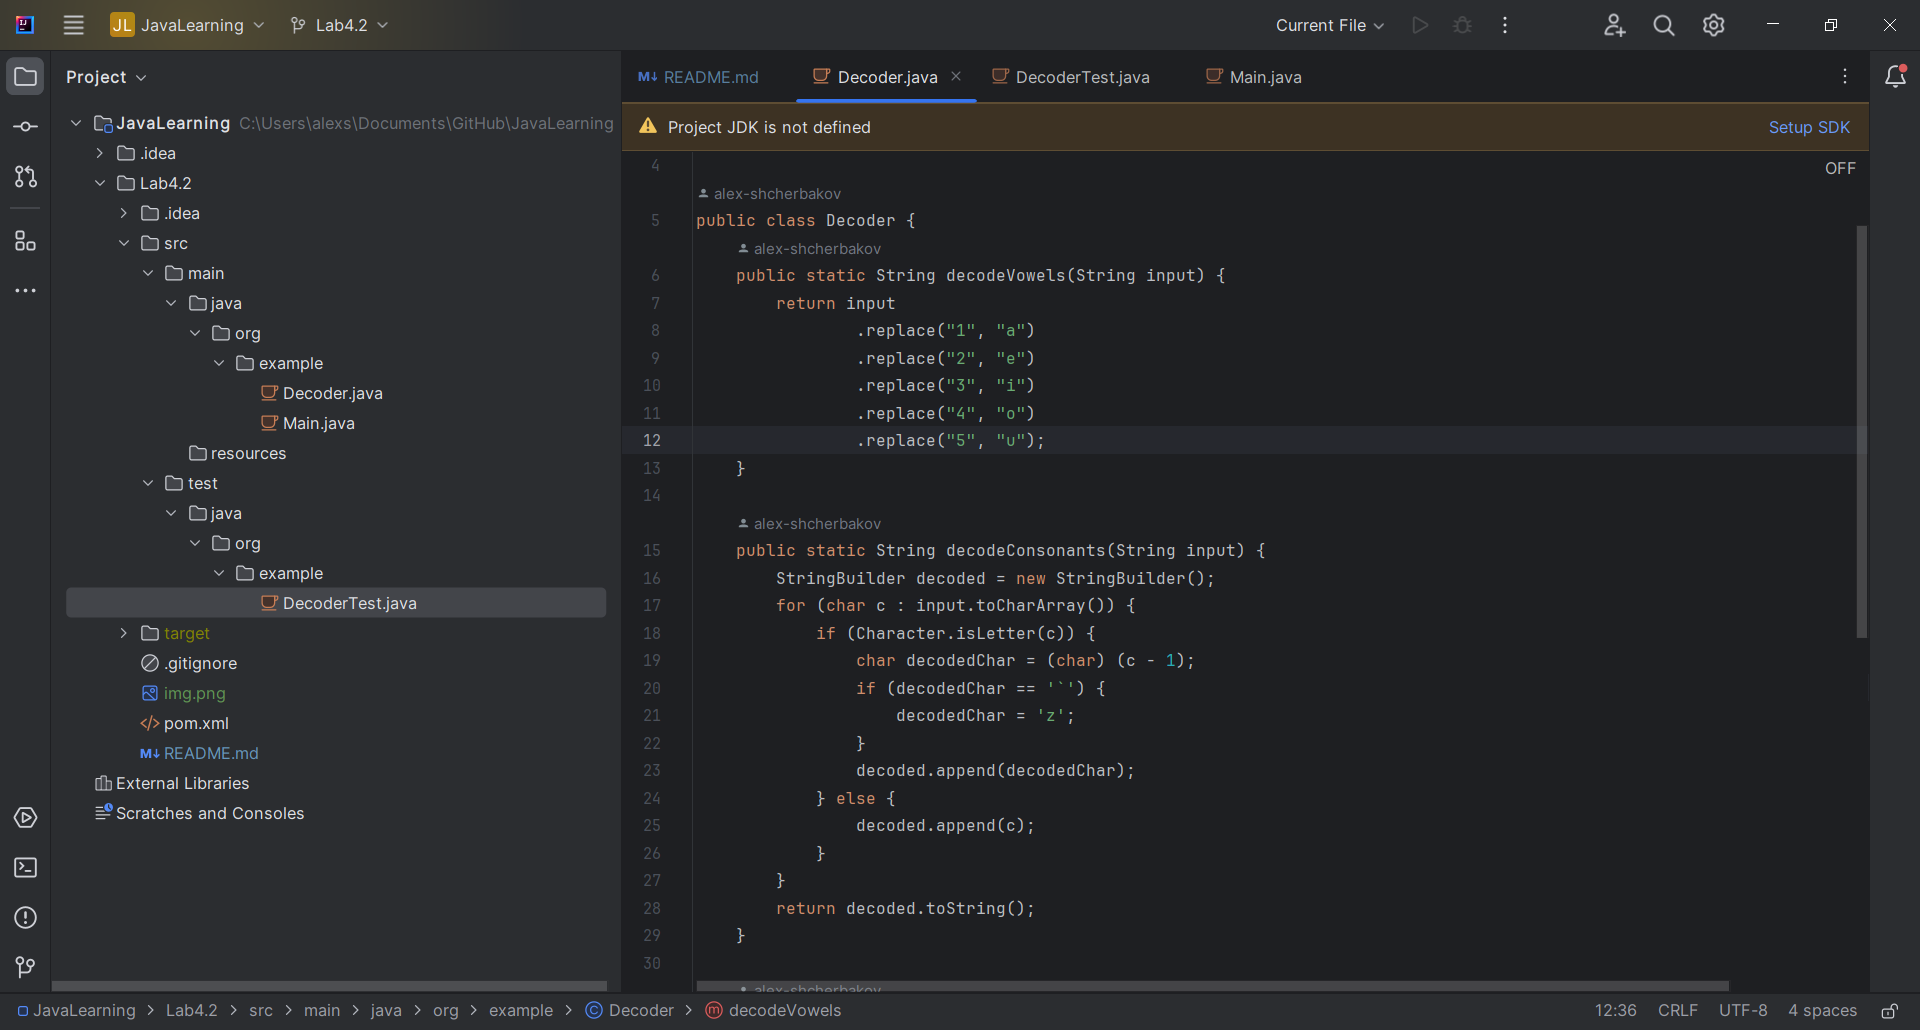 JL JavaLearning Lab4.2 Current File
Project
JavaLearning C:\Users\alexs\Documents\GitHub\JavaLearning
.idea
Lab4.2
.idea
src
main
java
org
example
Decoder.java
Main.java
resources
test
java
org
example
DecoderTest.java
target
.gitignore
img.png
pom.xml
README.md
External Libraries
Scratches and Consoles
README.md Decoder.java DecoderTest.java Main.java
Project JDK is not defined Setup SDK
OFF
4
alex-shcherbakov
5 public class Decoder {
alex-shcherbakov
6 public static String decodeVowels(String input) {
7 return input
8 .replace("1", "a")
9 .replace("2", "e")
10 .replace("3", "i")
11 .replace("4", "o")
12 .replace("5", "u");
13 }
14
alex-shcherbakov
15 public static String decodeConsonants(String input) {
16 StringBuilder decoded = new StringBuilder();
17 for (char c : input.toCharArray()) {
18 if (Character.isLetter(c)) {
19 char decodedChar = (char) (c - 1);
20 if (decodedChar == '`') {
21 decodedChar = 'z';
22 }
23 decoded.append(decodedChar);
24 } else {
25 decoded.append(c);
26 }
27 }
28 return decoded.toString();
29 }
30
alex-shcherbakov
JavaLearning > Lab4.2 > src > main > java > org > example > Decoder > decodeVowels 12:36 CRLF UTF-8 4 spaces